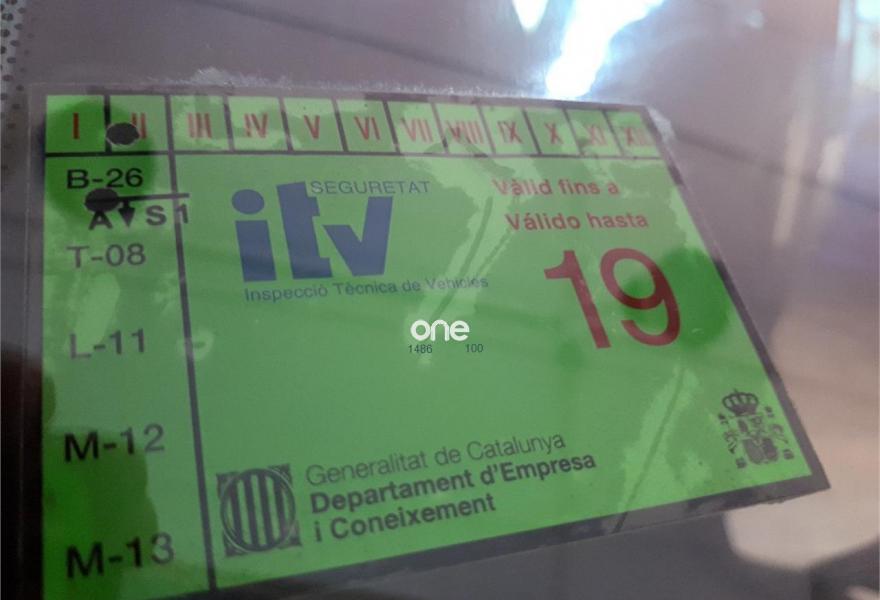 I II III IV V VI VII VIII IX X XI XII
B-26
A S1
T-08
L-11
M-12
M-13
SEGURETAT
itv
Inspecció Tècnica de Vehicles
Vàlid fins a
Válido hasta
19
one
1486 100
Generalitat de Catalunya
Departament d'Empresa
i Coneixement